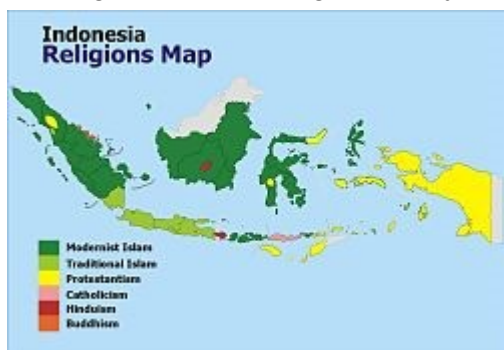 Indonesia
Religions Map
Modernist Islam
Traditional Islam
Protestantism
Catholicism
Hinduism
Buddhism